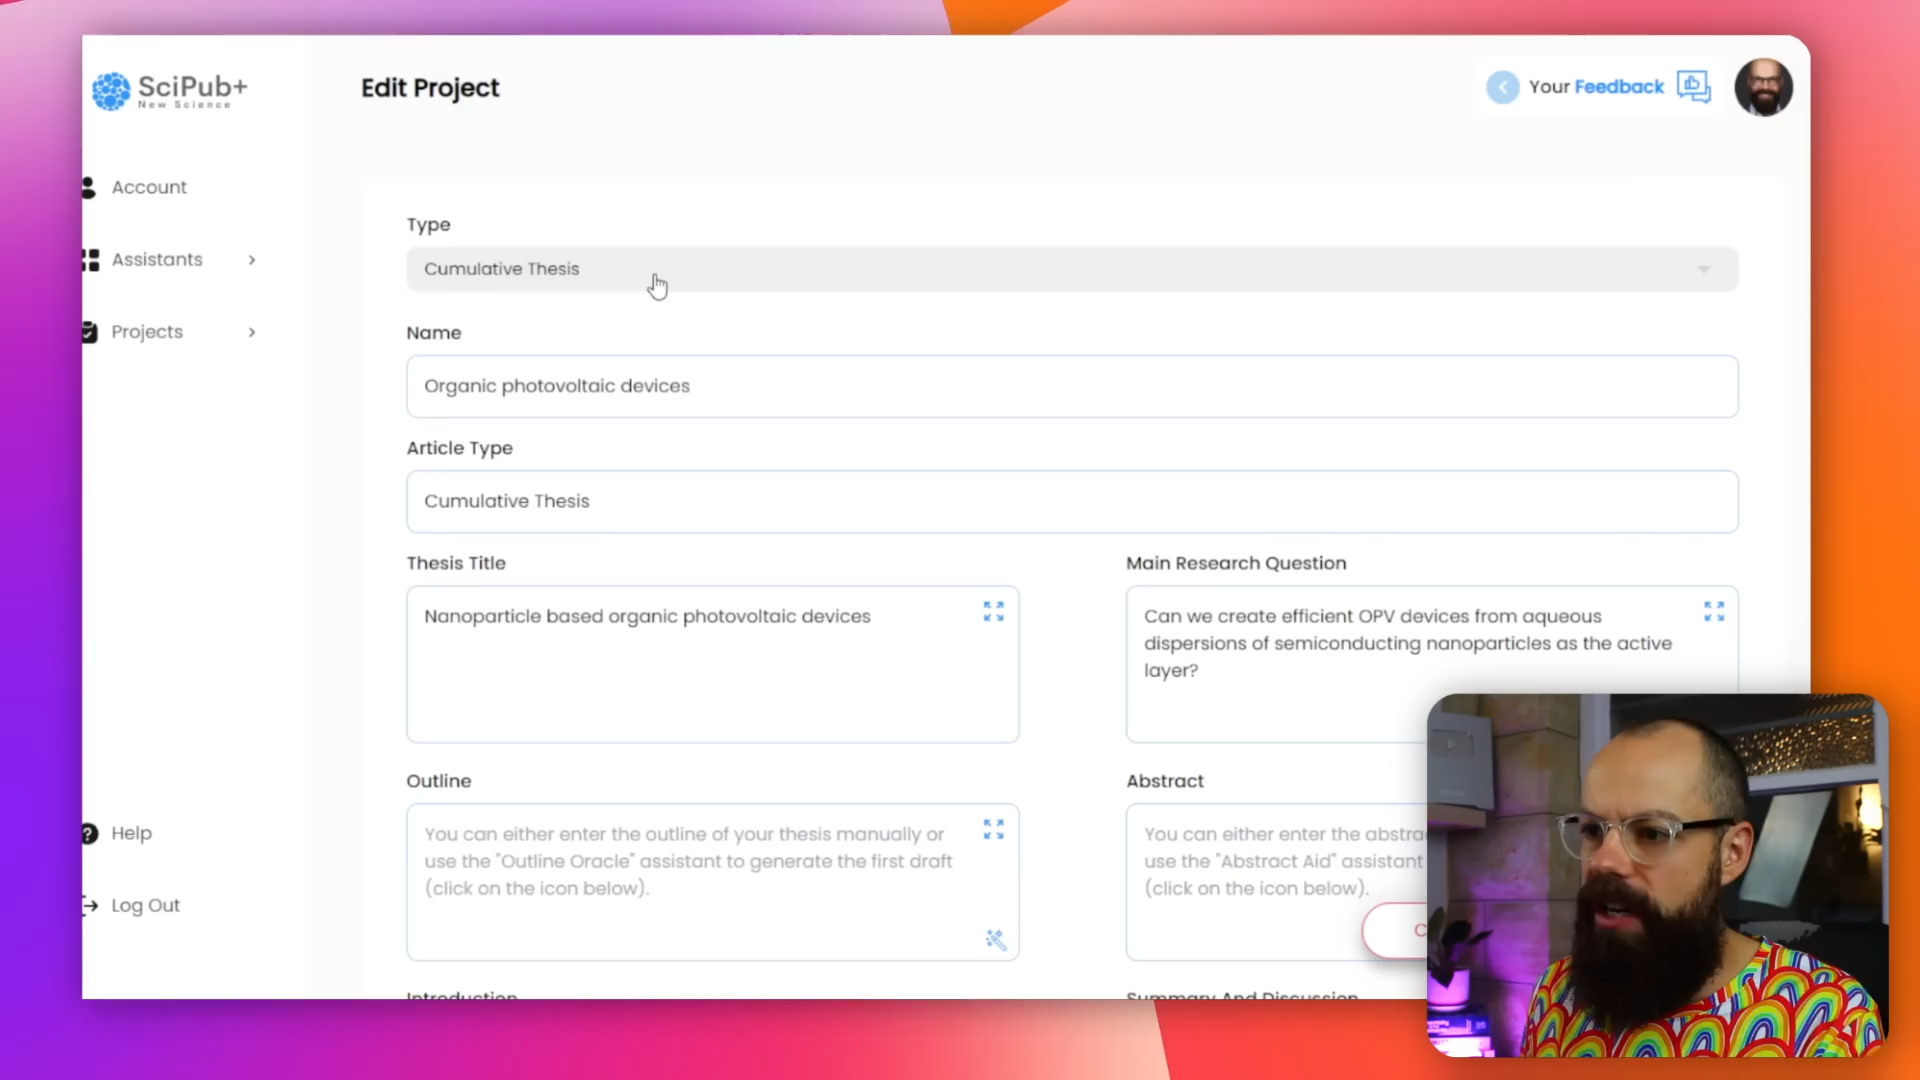 SciPub+
New Science
Edit Project
Your Feedback
Account
Assistants
Projects
Type
Cumulative Thesis
Name
Organic photovoltaic devices
Article Type
Cumulative Thesis
Thesis Title
Nanoparticle based organic photovoltaic devices
Main Research Question
Can we create efficient OPV devices from aqueous
dispersions of semiconducting nanoparticles as the active
layer?
Outline
You can either enter the outline of your thesis manually or
use the "Outline Oracle" assistant to generate the first draft
(click on the icon below).
Abstract
You can either enter the abstra
use the "Abstract Aid" assistant
(click on the icon below).
C
Help
Log Out
Introduction
Summary And Discussion